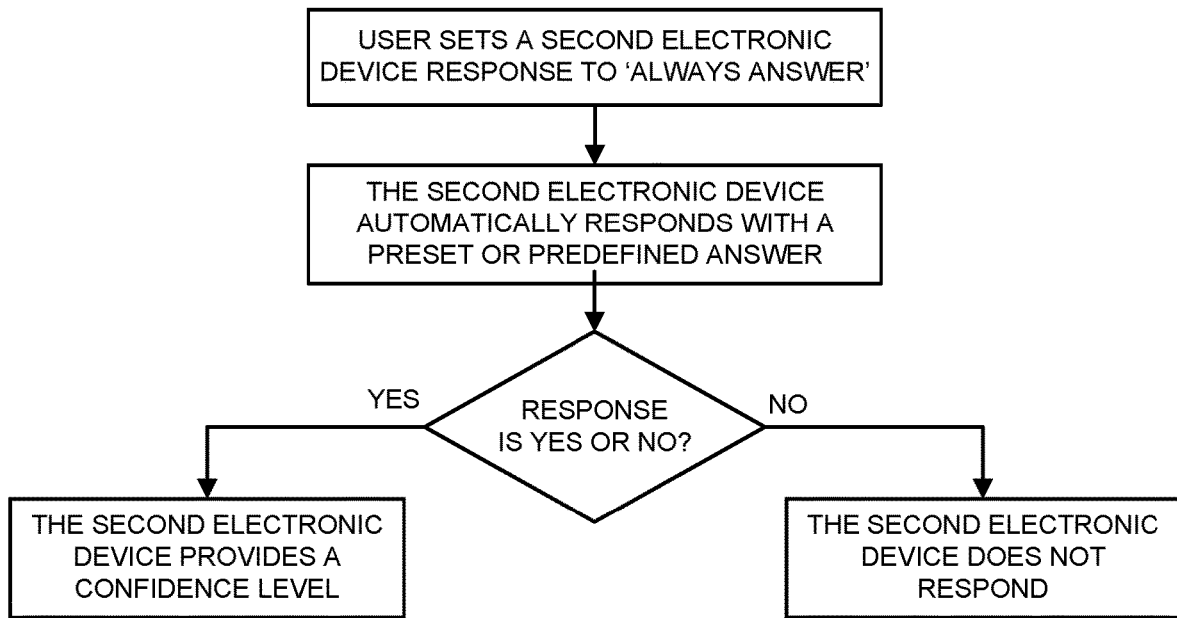 USER SETS A SECOND ELECTRONIC
DEVICE RESPONSE TO ‘ALWAYS ANSWER’
THE SECOND ELECTRONIC DEVICE
AUTOMATICALLY RESPONDS WITH A
PRESET OR PREDEFINED ANSWER
RESPONSE
IS YES OR NO?
YES
NO
THE SECOND ELECTRONIC
DEVICE PROVIDES A
CONFIDENCE LEVEL
THE SECOND ELECTRONIC
DEVICE DOES NOT
RESPOND